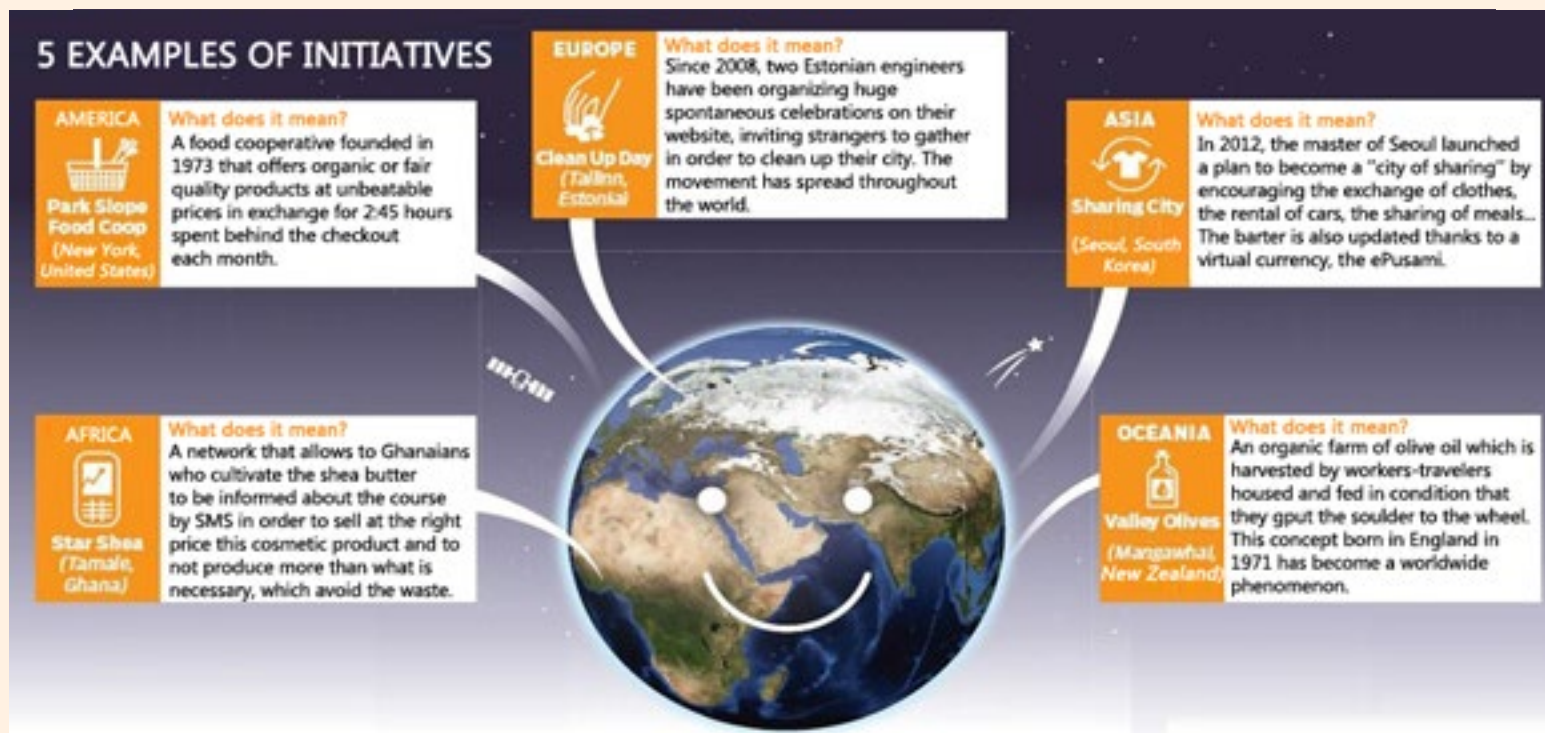 5 EXAMPLES OF INITIATIVES
AMERICA
Park Slope
Food Coop
(New York,
United States)
What does it mean?
A food cooperative founded in
1973 that offers organic or fair
quality products at unbeatable
prices in exchange for 2:45 hours
spent behind the checkout
each month.
EUROPE
Clean Up Day
(Tallinn,
Estonia)
What does it mean?
Since 2008, two Estonian engineers
have been organizing huge
spontaneous celebrations on their
website, inviting strangers to gather
in order to clean up their city. The
movement has spread throughout
the world.
ASIA
Sharing City
(Seoul, South
Korea)
What does it mean?
In 2012, the master of Seoul launched
a plan to become a "city of sharing" by
encouraging the exchange of clothes,
the rental of cars, the sharing of meals...
The barter is also updated thanks to a
virtual currency, the ePusami.
AFRICA
Star Shea
(Tamale,
Ghana)
What does it mean?
A network that allows to Ghanaians
who cultivate the shea butter
to be informed about the course
by SMS in order to sell at the right
price this cosmetic product and to
not produce more than what is
necessary, which avoid the waste.
OCEANIA
Valley Olives
(Mangawhai,
New Zealand)
What does it mean?
An organic farm of olive oil which is
harvested by workers-travelers
housed and fed in condition that
they gput the soulder to the wheel.
This concept born in England in
1971 has become a worldwide
phenomenon.